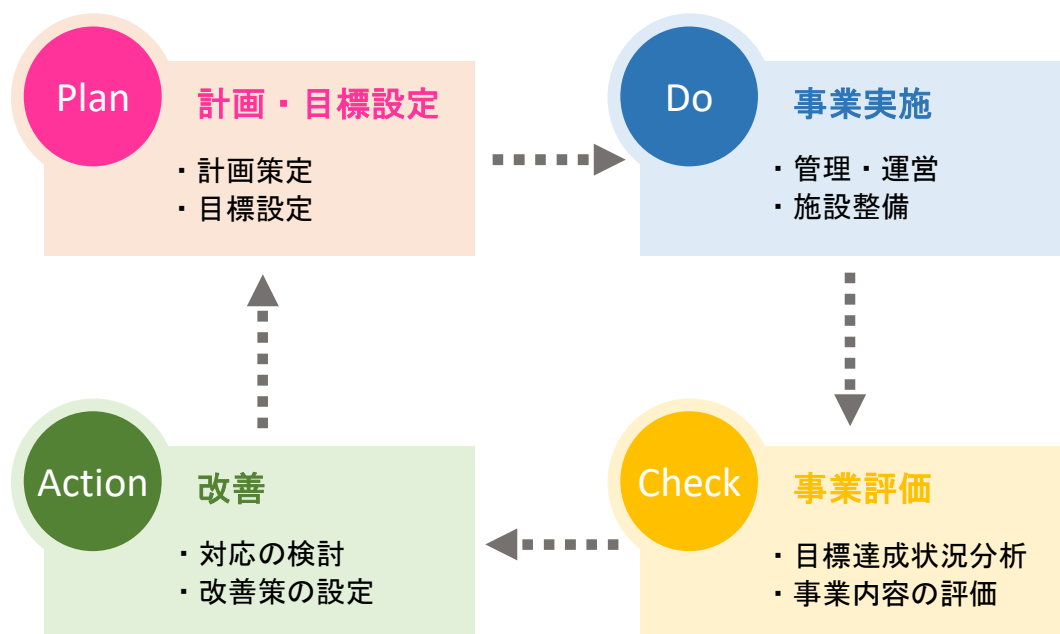 Plan
計画・目標設定
・計画策定
・目標設定
Do
事業実施
・管理・運営
・施設整備
Action
改善
・対応の検討
・改善策の設定
Check
事業評価
・目標達成状況分析
・事業内容の評価